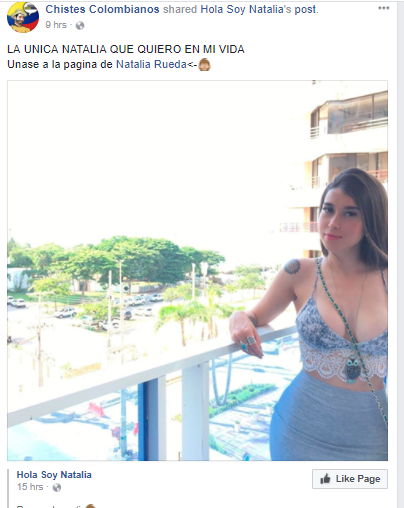 Chistes Colombianos shared Hola Soy Natalia's post.
9 hrs ·
LA UNICA NATALIA QUE QUIERO EN MI VIDA
Unase a la pagina de Natalia Rueda<-
Hola Soy Natalia
15 hrs ·
Like Page